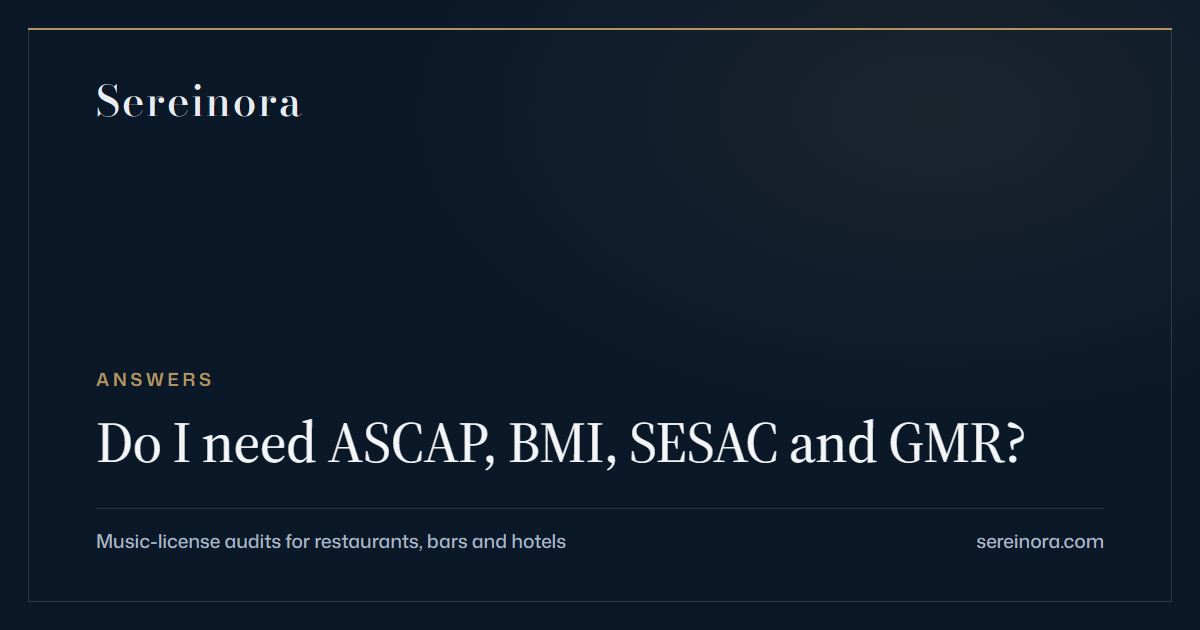 Sereinora
ANSWERS
Do I need ASCAP, BMI, SESAC and GMR?
Music-license audits for restaurants, bars and hotels
sereinora.com